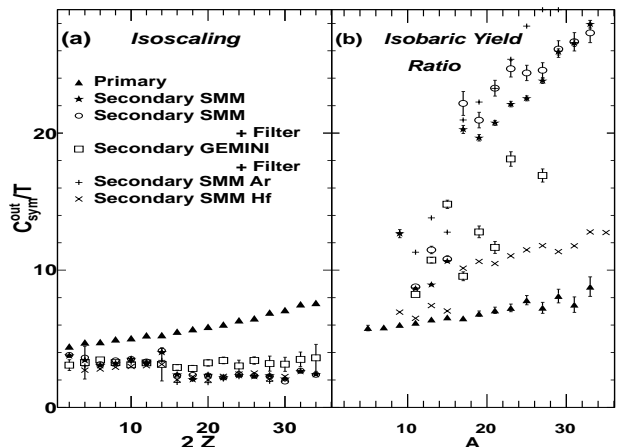 (a) Isoscaling
(b) Isobaric Yield
Ratio
Primary
Secondary SMM
Secondary SMM
+ Filter
Secondary GEMINI
+ Filter
Secondary SMM Ar
Secondary SMM Hf
C^out_sym/T
20
10
0
10 20 30
2 Z
10 20 30
A